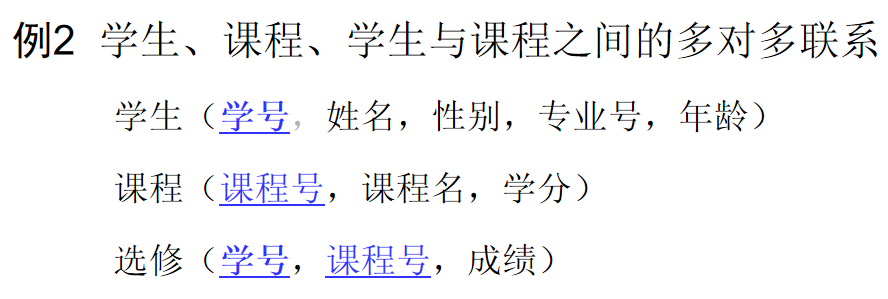 例2 学生、课程、学生与课程之间的多对多联系
学生（学号，姓名，性别，专业号，年龄）
课程（课程号，课程名，学分）
选修（学号，课程号，成绩）